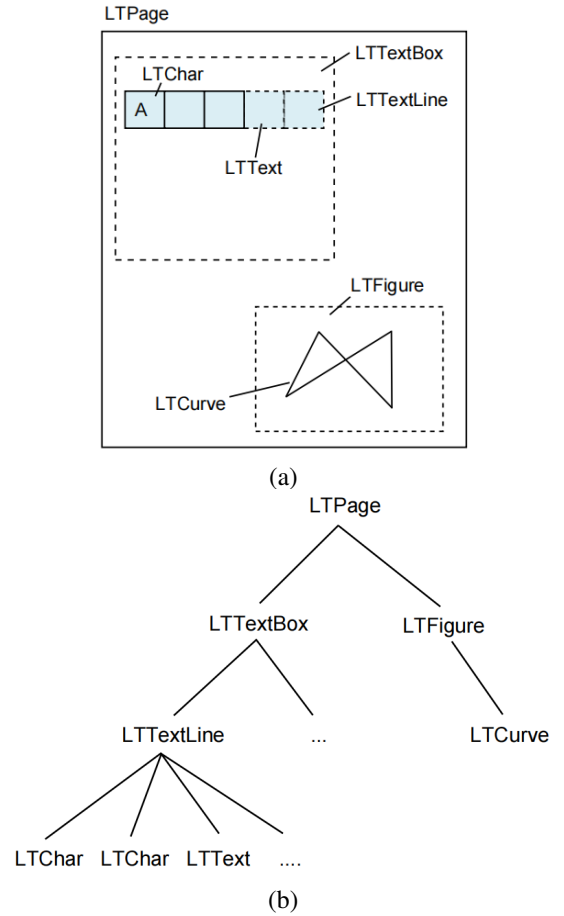 LTPage
LTTextBox
LTChar
LTTextLine
A
LTText
LTFigure
LTCurve
(a)
LTPage
LTTextBox LTFigure
LTTextLine ... LTCurve
LTChar LTChar LTText ....
(b)